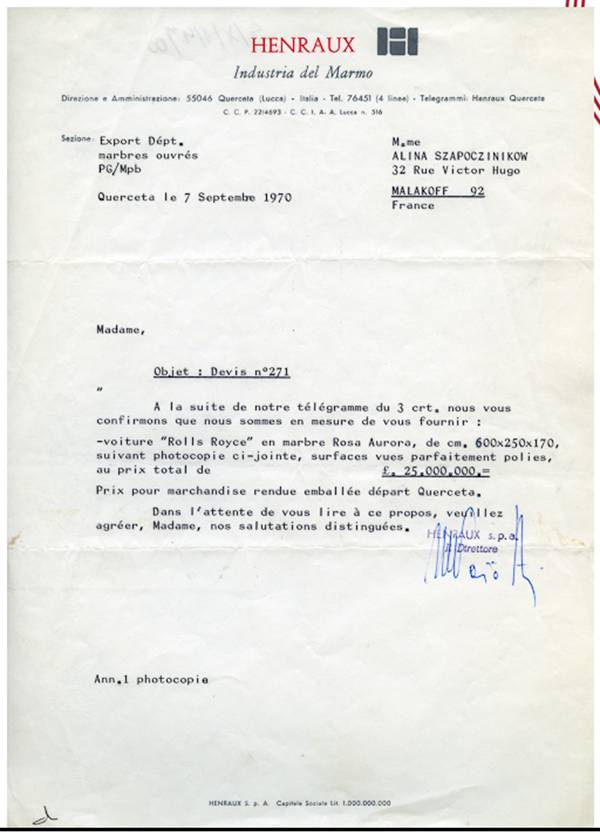 HENRAUX
Industria del Marmo
Direzione e Amministrazione: 55046 Querceta (Lucca) - Italia - Tel. 76451 (4 linee) - Telegrammi: Henraux Querceta
C. C. P. 22/4693 - C. C. I. A. A. Lucca n. 516
Sezione: Export Dépt.
marbres ouvrés
PG/Mpb
Querceta le 7 Septembre 1970
M.me
ALINA SZAPOCZINIKOW
32 Rue Victor Hugo
MALAKOFF 92
France
Madame,
Objet : Devis n°271
"
A la suite de notre télégramme du 3 crt. nous vous
confirmons que nous sommes en mesure de vous fournir :
-voiture "Rolls Royce" en marbre Rosa Aurora, de cm. 600x250x170,
suivant photocopie ci-jointe, surfaces vues parfaitement polies,
au prix total de £. 25.000.000.=
Prix pour marchandise rendue emballée départ Querceta.
Dans l'attente de vous lire à ce propos, veuillez
agréer, Madame, nos salutations distinguées.
HENRAUX s.p.a.
Il Direttore
Ann.1 photocopie
HENRAUX S. p. A. Capitale Sociale Lit. 1.000.000.000